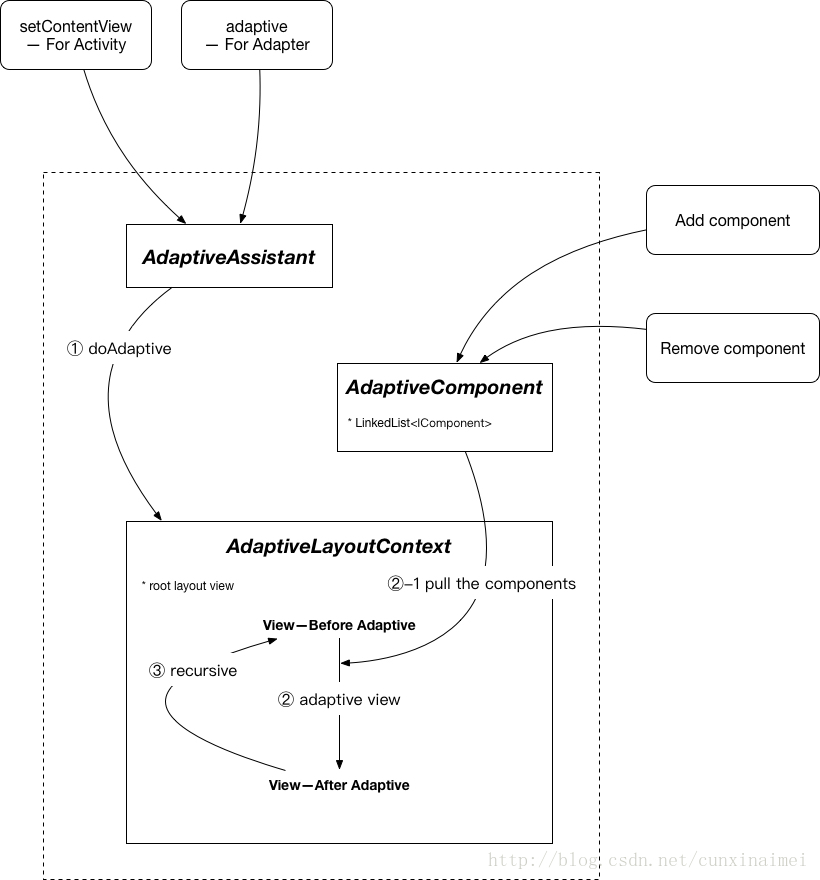 setContentView
— For Activity
adaptive
— For Adapter
Add component
AdaptiveAssistant
① doAdaptive
Remove component
AdaptiveComponent
* LinkedList<IComponent>
AdaptiveLayoutContext
* root layout view
②–1 pull the components
View—Before Adaptive
③ recursive
② adaptive view
View—After Adaptive
http://blog.csdn.net/cunxinaimei